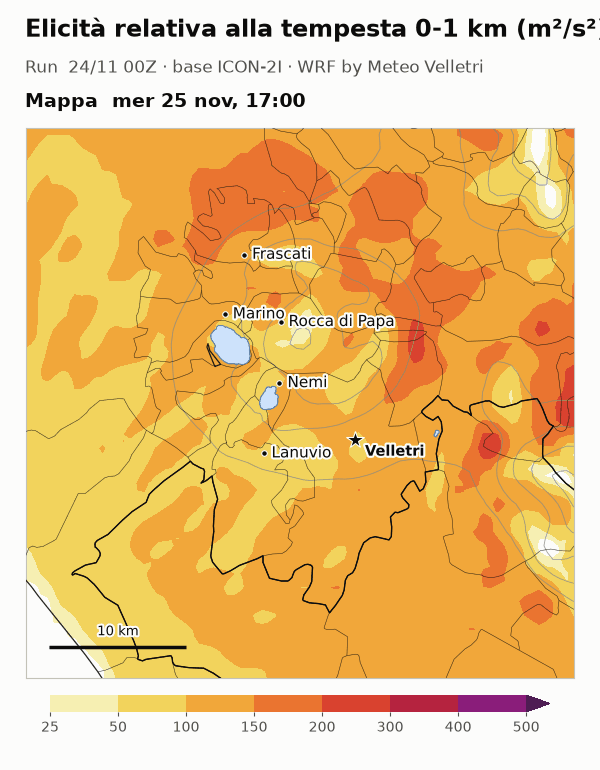 Elicità relativa alla tempesta 0-1 km (m²/s²)
Run  24/11 00Z · base ICON-2I · WRF by Meteo Velletri
Mappa  mer 25 nov, 17:00
Frascati
Marino
Rocca di Papa
Nemi
Velletri
Lanuvio
10 km
25 50 100 150 200 300 400 500